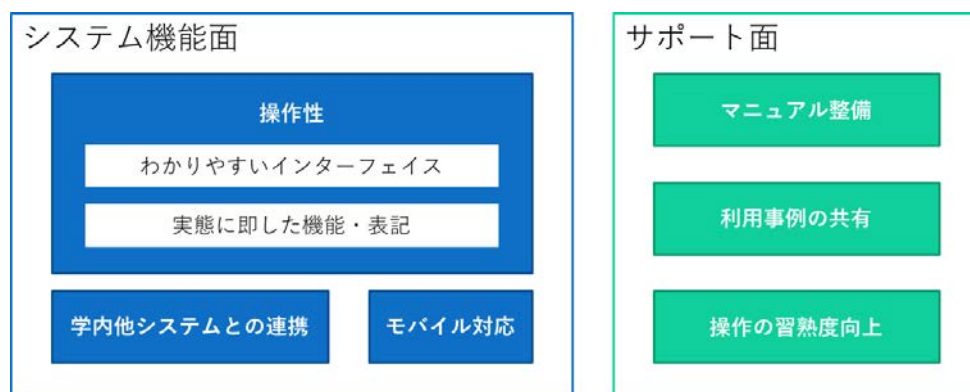 システム機能面
操作性
わかりやすいインターフェイス
実態に即した機能・表記
学内他システムとの連携
モバイル対応
サポート面
マニュアル整備
利用事例の共有
操作の習熟度向上